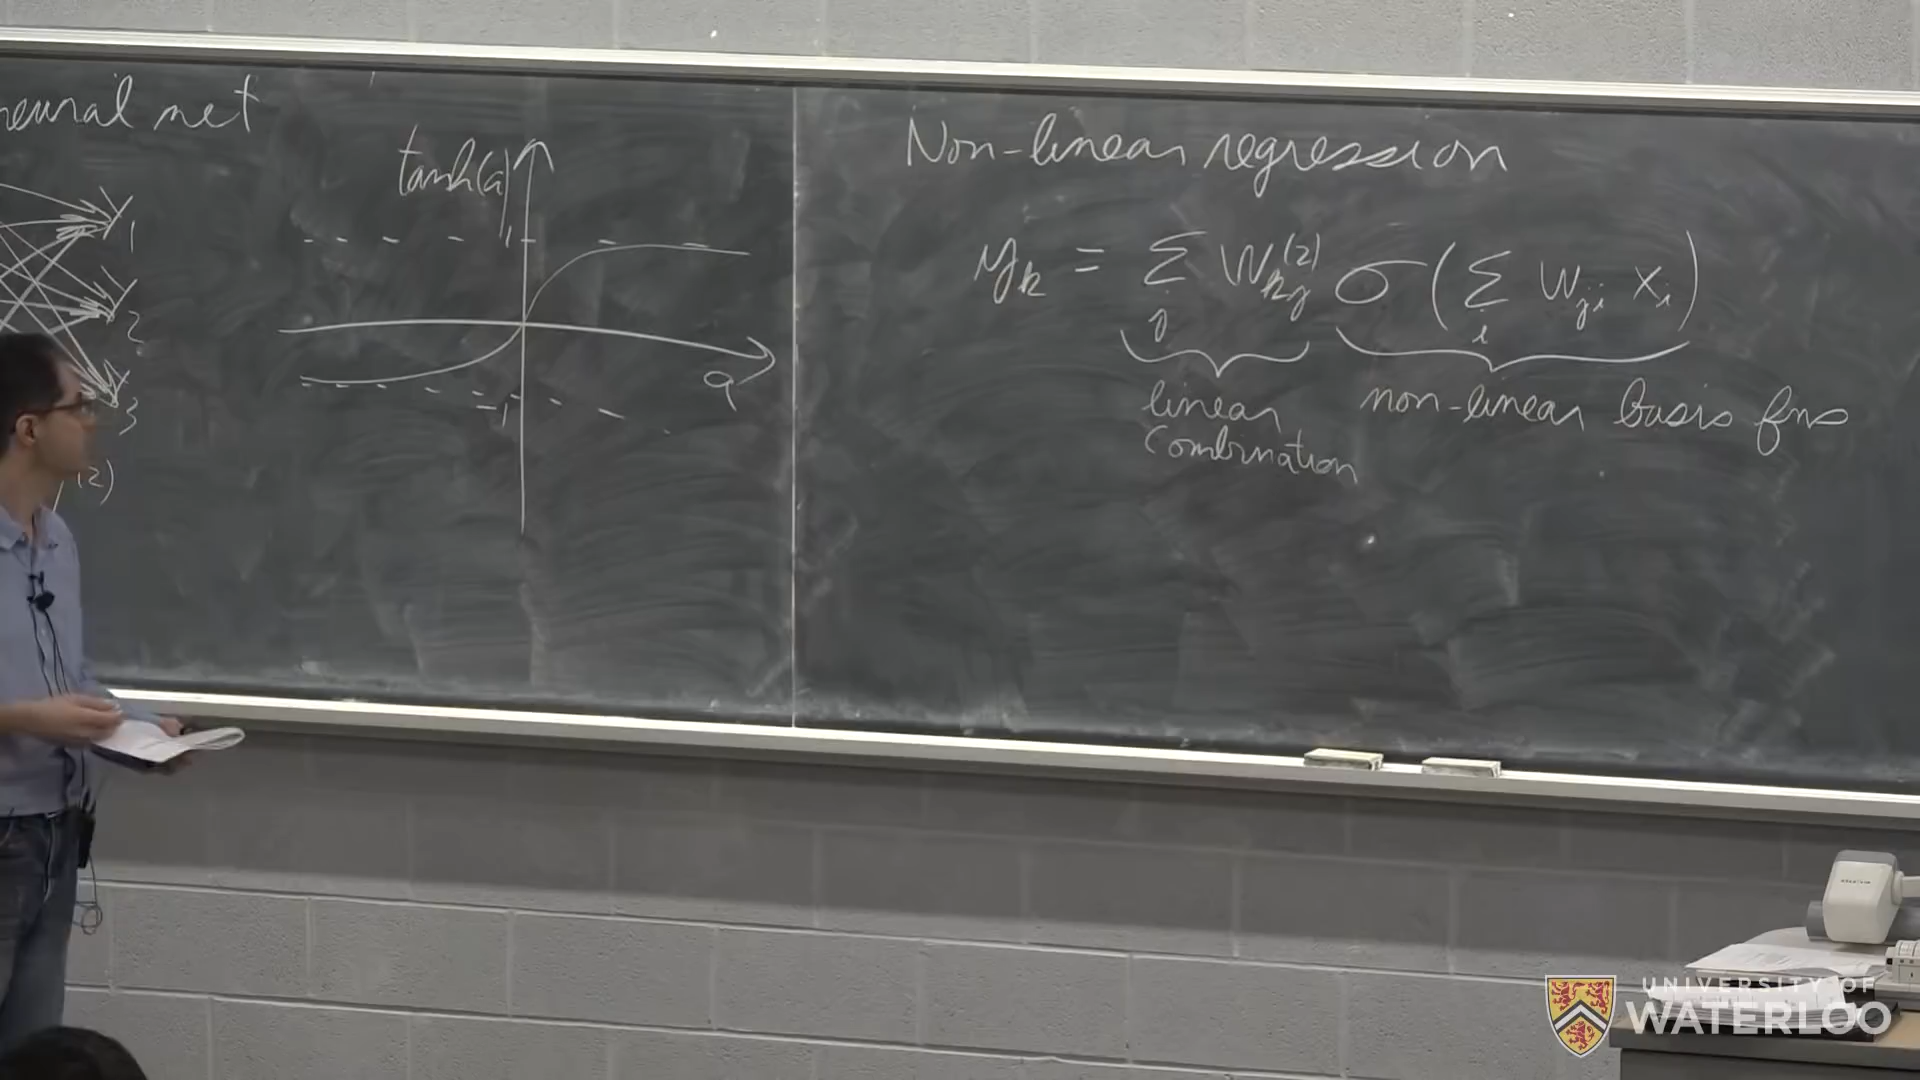 neural net
1
2
3
(2)
tanh(a)
1
-1
a
Non-linear regression
y_k = Σ_j W_kj^(2) σ(Σ_i W_ji x_i)
linear
combination
non-linear basis fns
UNIVERSITY OF
WATERLOO